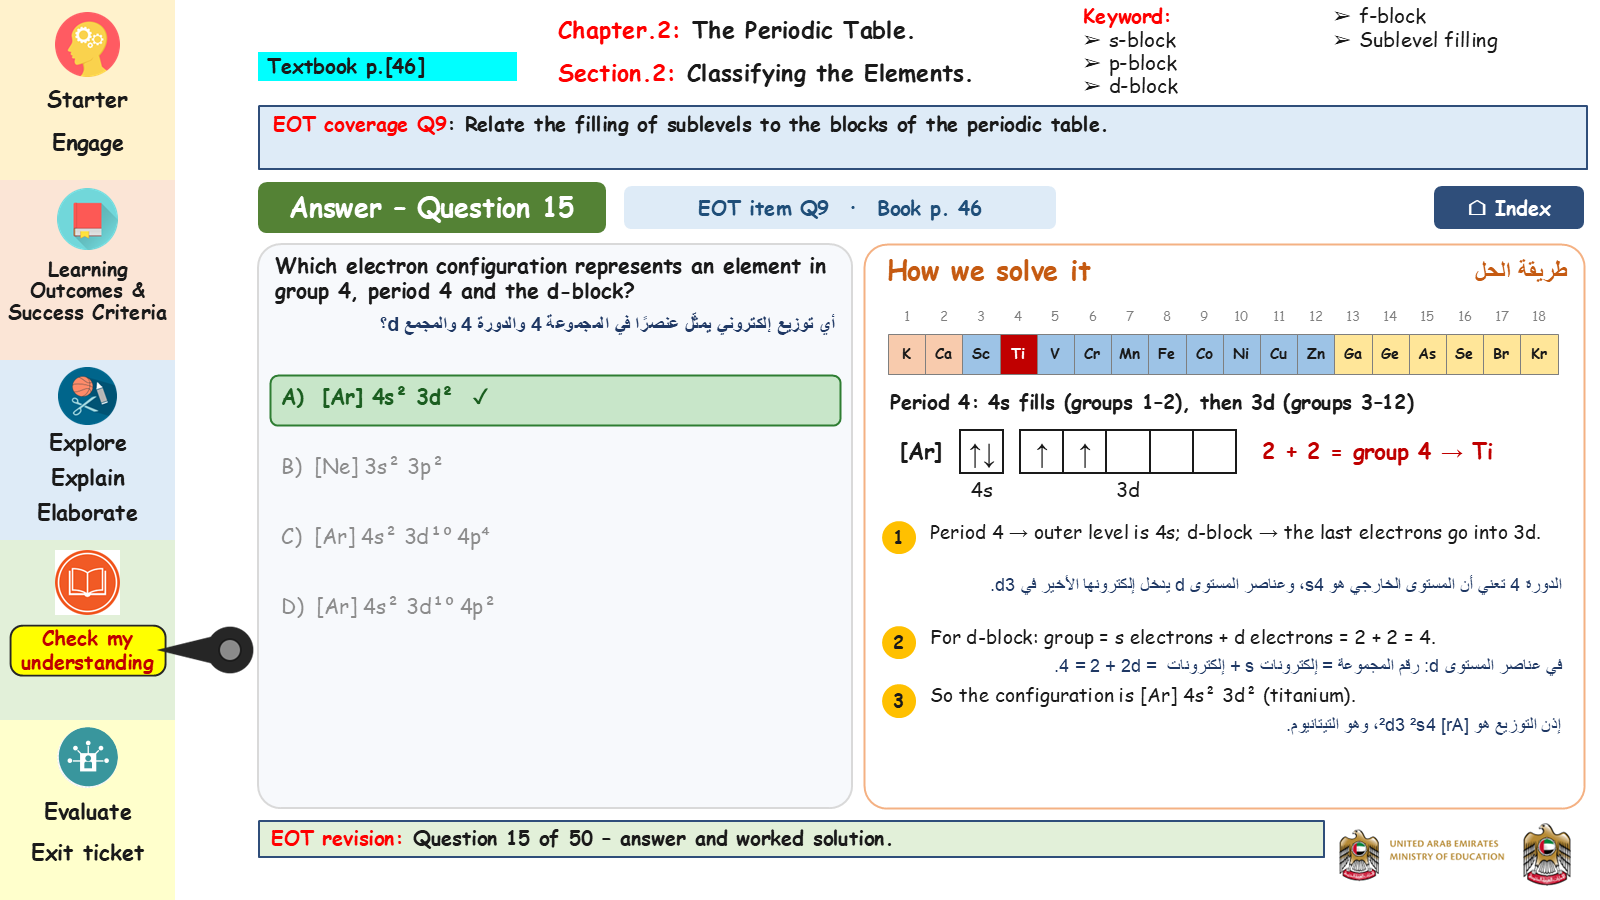 Starter
Engage
Learning
Outcomes &
Success Criteria
Explore
Explain
Elaborate
Check my
understanding
Evaluate
Exit ticket
Textbook p.[46]
Chapter.2: The Periodic Table.
Section.2: Classifying the Elements.
Keyword:
➢ s-block
➢ p-block
➢ d-block
➢ f-block
➢ Sublevel filling
EOT coverage Q9: Relate the filling of sublevels to the blocks of the periodic table.
Answer – Question 15
EOT item Q9 · Book p. 46
Index
Which electron configuration represents an element in
group 4, period 4 and the d-block?
أي توزيع إلكتروني يمثّل عنصرًا في المجموعة 4 والدورة 4 والمجمع d؟
A) [Ar] 4s² 3d² ✓
B) [Ne] 3s² 3p²
C) [Ar] 4s² 3d¹⁰ 4p⁴
D) [Ar] 4s² 3d¹⁰ 4p²
How we solve it
طريقة الحل
1 2 3 4 5 6 7 8 9 10 11 12 13 14 15 16 17 18
K Ca Sc Ti V Cr Mn Fe Co Ni Cu Zn Ga Ge As Se Br Kr
Period 4: 4s fills (groups 1–2), then 3d (groups 3–12)
[Ar] ↑↓ ↑ ↑ 2 + 2 = group 4 → Ti
4s 3d
1 Period 4 → outer level is 4s; d-block → the last electrons go into 3d.
الدورة 4 تعني أن المستوى الخارجي هو s4، وعناصر المستوى d يدخل إلكترونها الأخير في d3.
2 For d-block: group = s electrons + d electrons = 2 + 2 = 4.
في عناصر المستوى d: رقم المجموعة = إلكترونات s + إلكترونات d2 + 2 = 4 =.
3 So the configuration is [Ar] 4s² 3d² (titanium).
إذن التوزيع هو [rA] s4² d3²، وهو التيتانيوم.
EOT revision: Question 15 of 50 – answer and worked solution.
UNITED ARAB EMIRATES
MINISTRY OF EDUCATION